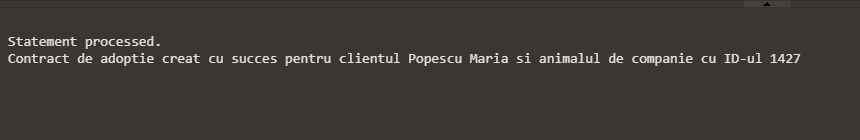 Statement processed.
Contract de adoptie creat cu succes pentru clientul Popescu Maria si animalul de companie cu ID-ul 1427